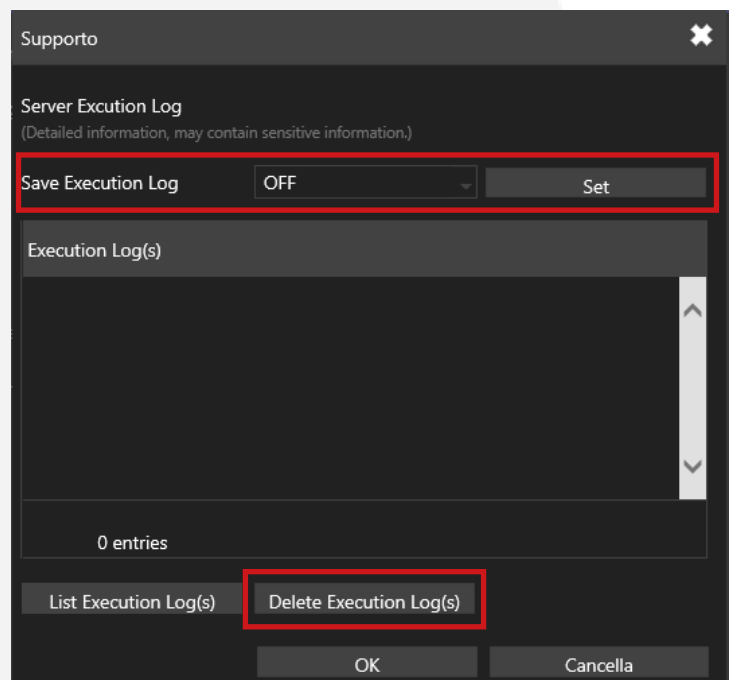 Supporto
Server Excution Log
(Detailed information, may contain sensitive information.)
Save Execution Log OFF Set
Execution Log(s)
0 entries
List Execution Log(s) Delete Execution Log(s)
OK Cancella